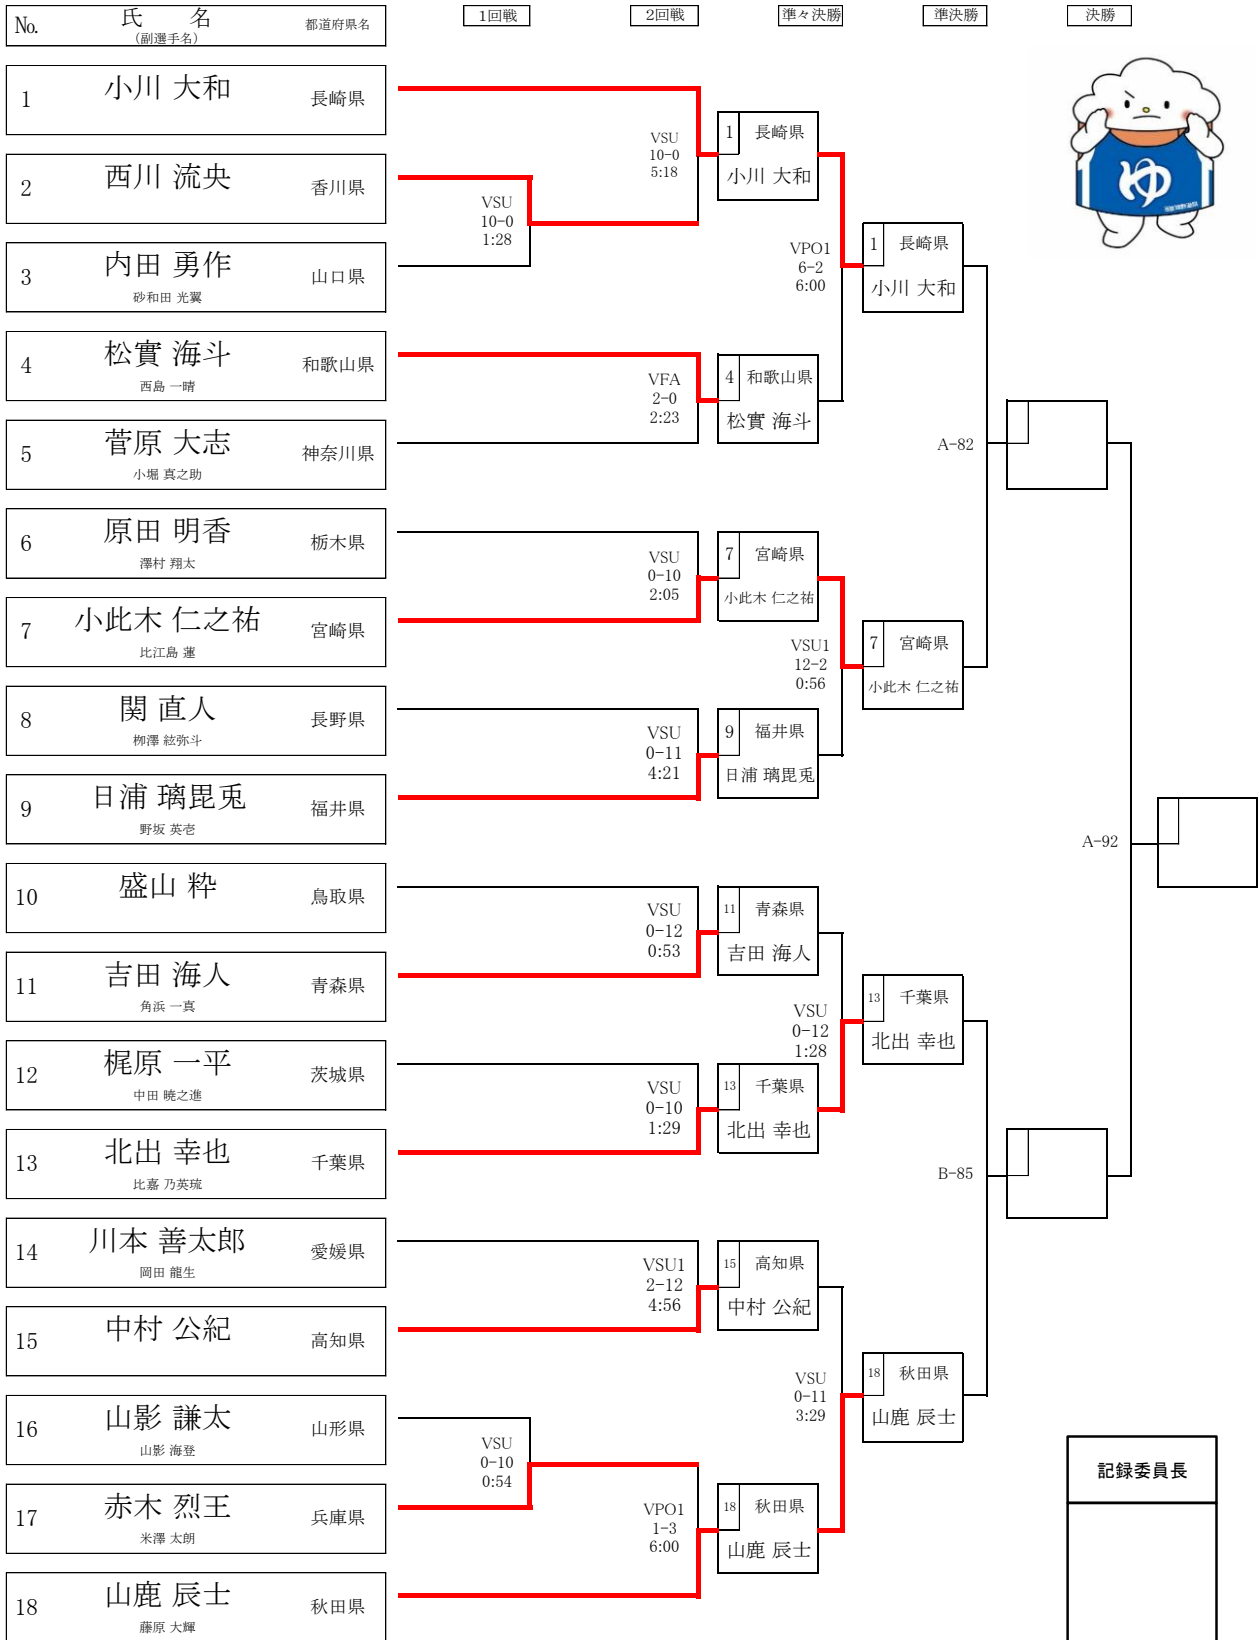 No. 氏 名 (副選手名) 都道府県名 1回戦 2回戦 準々決勝 準決勝 決勝
1 小川 大和 長崎県
2 西川 流央 香川県
3 内田 勇作 山口県
砂和田 光翼
4 松實 海斗 和歌山県
西島 一晴
5 菅原 大志 神奈川県
小堀 真之助
6 原田 明香 栃木県
澤村 翔太
7 小此木 仁之祐 宮崎県
比江島 蓮
8 関 直人 長野県
栁澤 絃弥斗
9 日浦 璃毘兎 福井県
野坂 英壱
10 盛山 粋 鳥取県
11 吉田 海人 青森県
角浜 一真
12 梶原 一平 茨城県
中田 暁之進
13 北出 幸也 千葉県
比嘉 乃英琉
14 川本 善太郎 愛媛県
岡田 龍生
15 中村 公紀 高知県
16 山影 謙太 山形県
山影 海登
17 赤木 烈王 兵庫県
米澤 太朗
18 山鹿 辰士 秋田県
藤原 大輝
VSU
10-0
1:28
VSU
0-10
0:54
VSU
10-0
5:18
VFA
2-0
2:23
VSU
0-10
2:05
VSU
0-11
4:21
VSU
0-12
0:53
VSU
0-10
1:29
VSU1
2-12
4:56
VPO1
1-3
6:00
1 長崎県
小川 大和
4 和歌山県
松實 海斗
7 宮崎県
小此木 仁之祐
9 福井県
日浦 璃毘兎
11 青森県
吉田 海人
13 千葉県
北出 幸也
15 高知県
中村 公紀
18 秋田県
山鹿 辰士
VPO1
6-2
6:00
VSU1
12-2
0:56
VSU
0-12
1:28
VSU
0-11
3:29
1 長崎県
小川 大和
7 宮崎県
小此木 仁之祐
13 千葉県
北出 幸也
18 秋田県
山鹿 辰士
A-82
B-85
A-92
ゆ
記録委員長